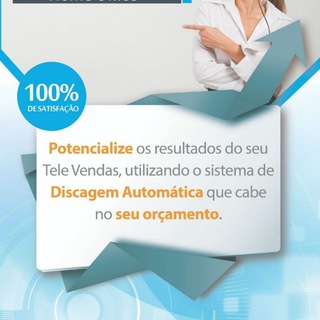 100%
DE SATISFAÇÃO
Potencialize os resultados do seu
Tele Vendas, utilizando o sistema de
Discagem Automática que cabe
no seu orçamento.